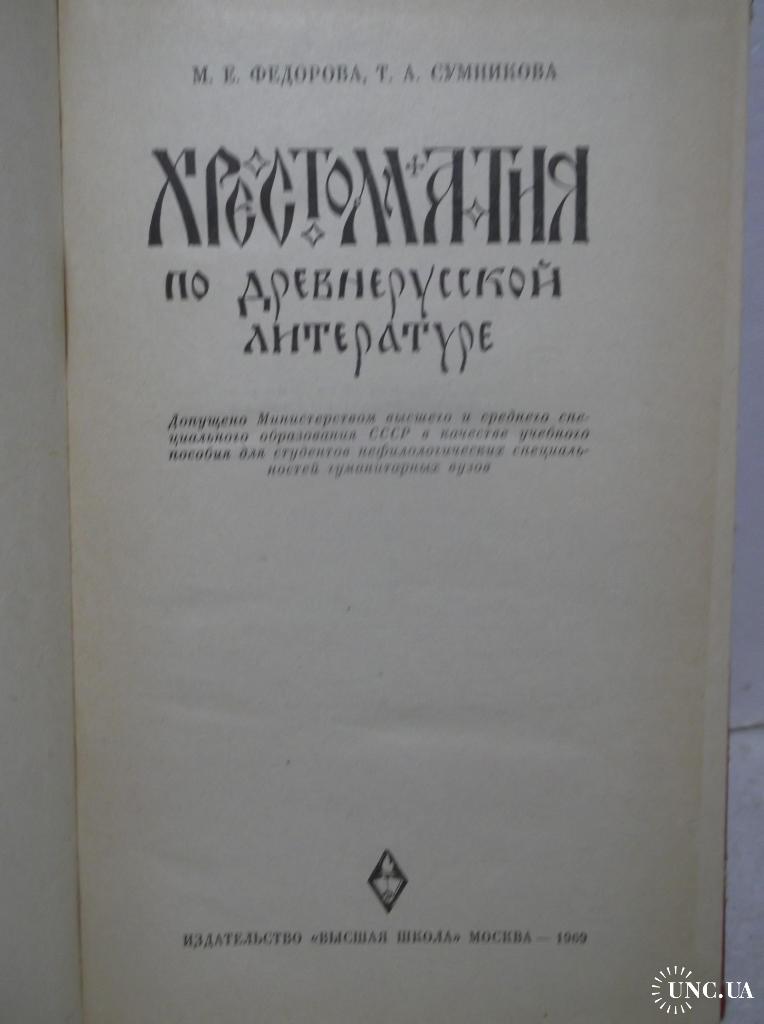 М. Е. ФЕДОРОВА, Т. А. СУМНИКОВА
ХРЕСТОМАТИЯ
ПО ДРЕВНЕРУССКОЙ
ЛИТЕРАТУРЕ
Допущено Министерством высшего и среднего спе-
циального образования СССР в качестве учебного
пособия для студентов нефилологических специаль-
ностей гуманитарных вузов
ИЗДАТЕЛЬСТВО «ВЫСШАЯ ШКОЛА» МОСКВА — 1969
UNC.UA